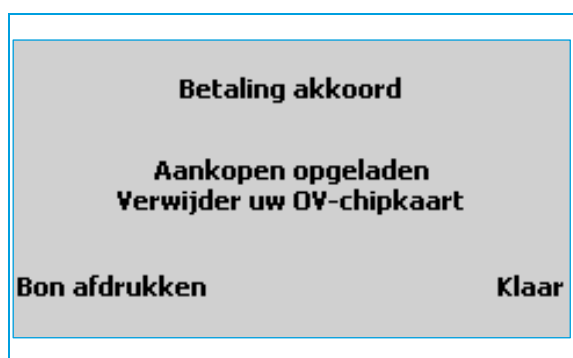 Betaling akkoord
Aankopen opgeladen
Verwijder uw OV-chipkaart
Bon afdrukken Klaar